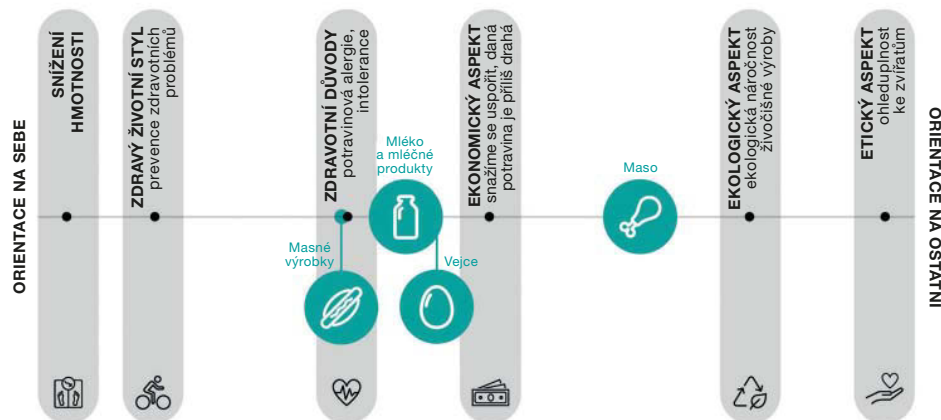 ORIENTACE NA SEBE
SNÍŽENÍ
HMOTNOSTI
ZDRAVÝ ŽIVOTNÍ STYL
prevence zdravotních
problémů
ZDRAVOTNÍ DŮVODY
potravinová alergie,
intolerance
Mléko
a mléčné
produkty
Masné
výrobky
Vejce
EKONOMICKÝ ASPEKT
snažíme se uspořit, daná
potravina je příliš drahá
Maso
EKOLOGICKÝ ASPEKT
ekologická náročnost
živočišné výroby
ETICKÝ ASPEKT
ohleduplnost
ke zvířatům
ORIENTACE NA OSTATNÍ